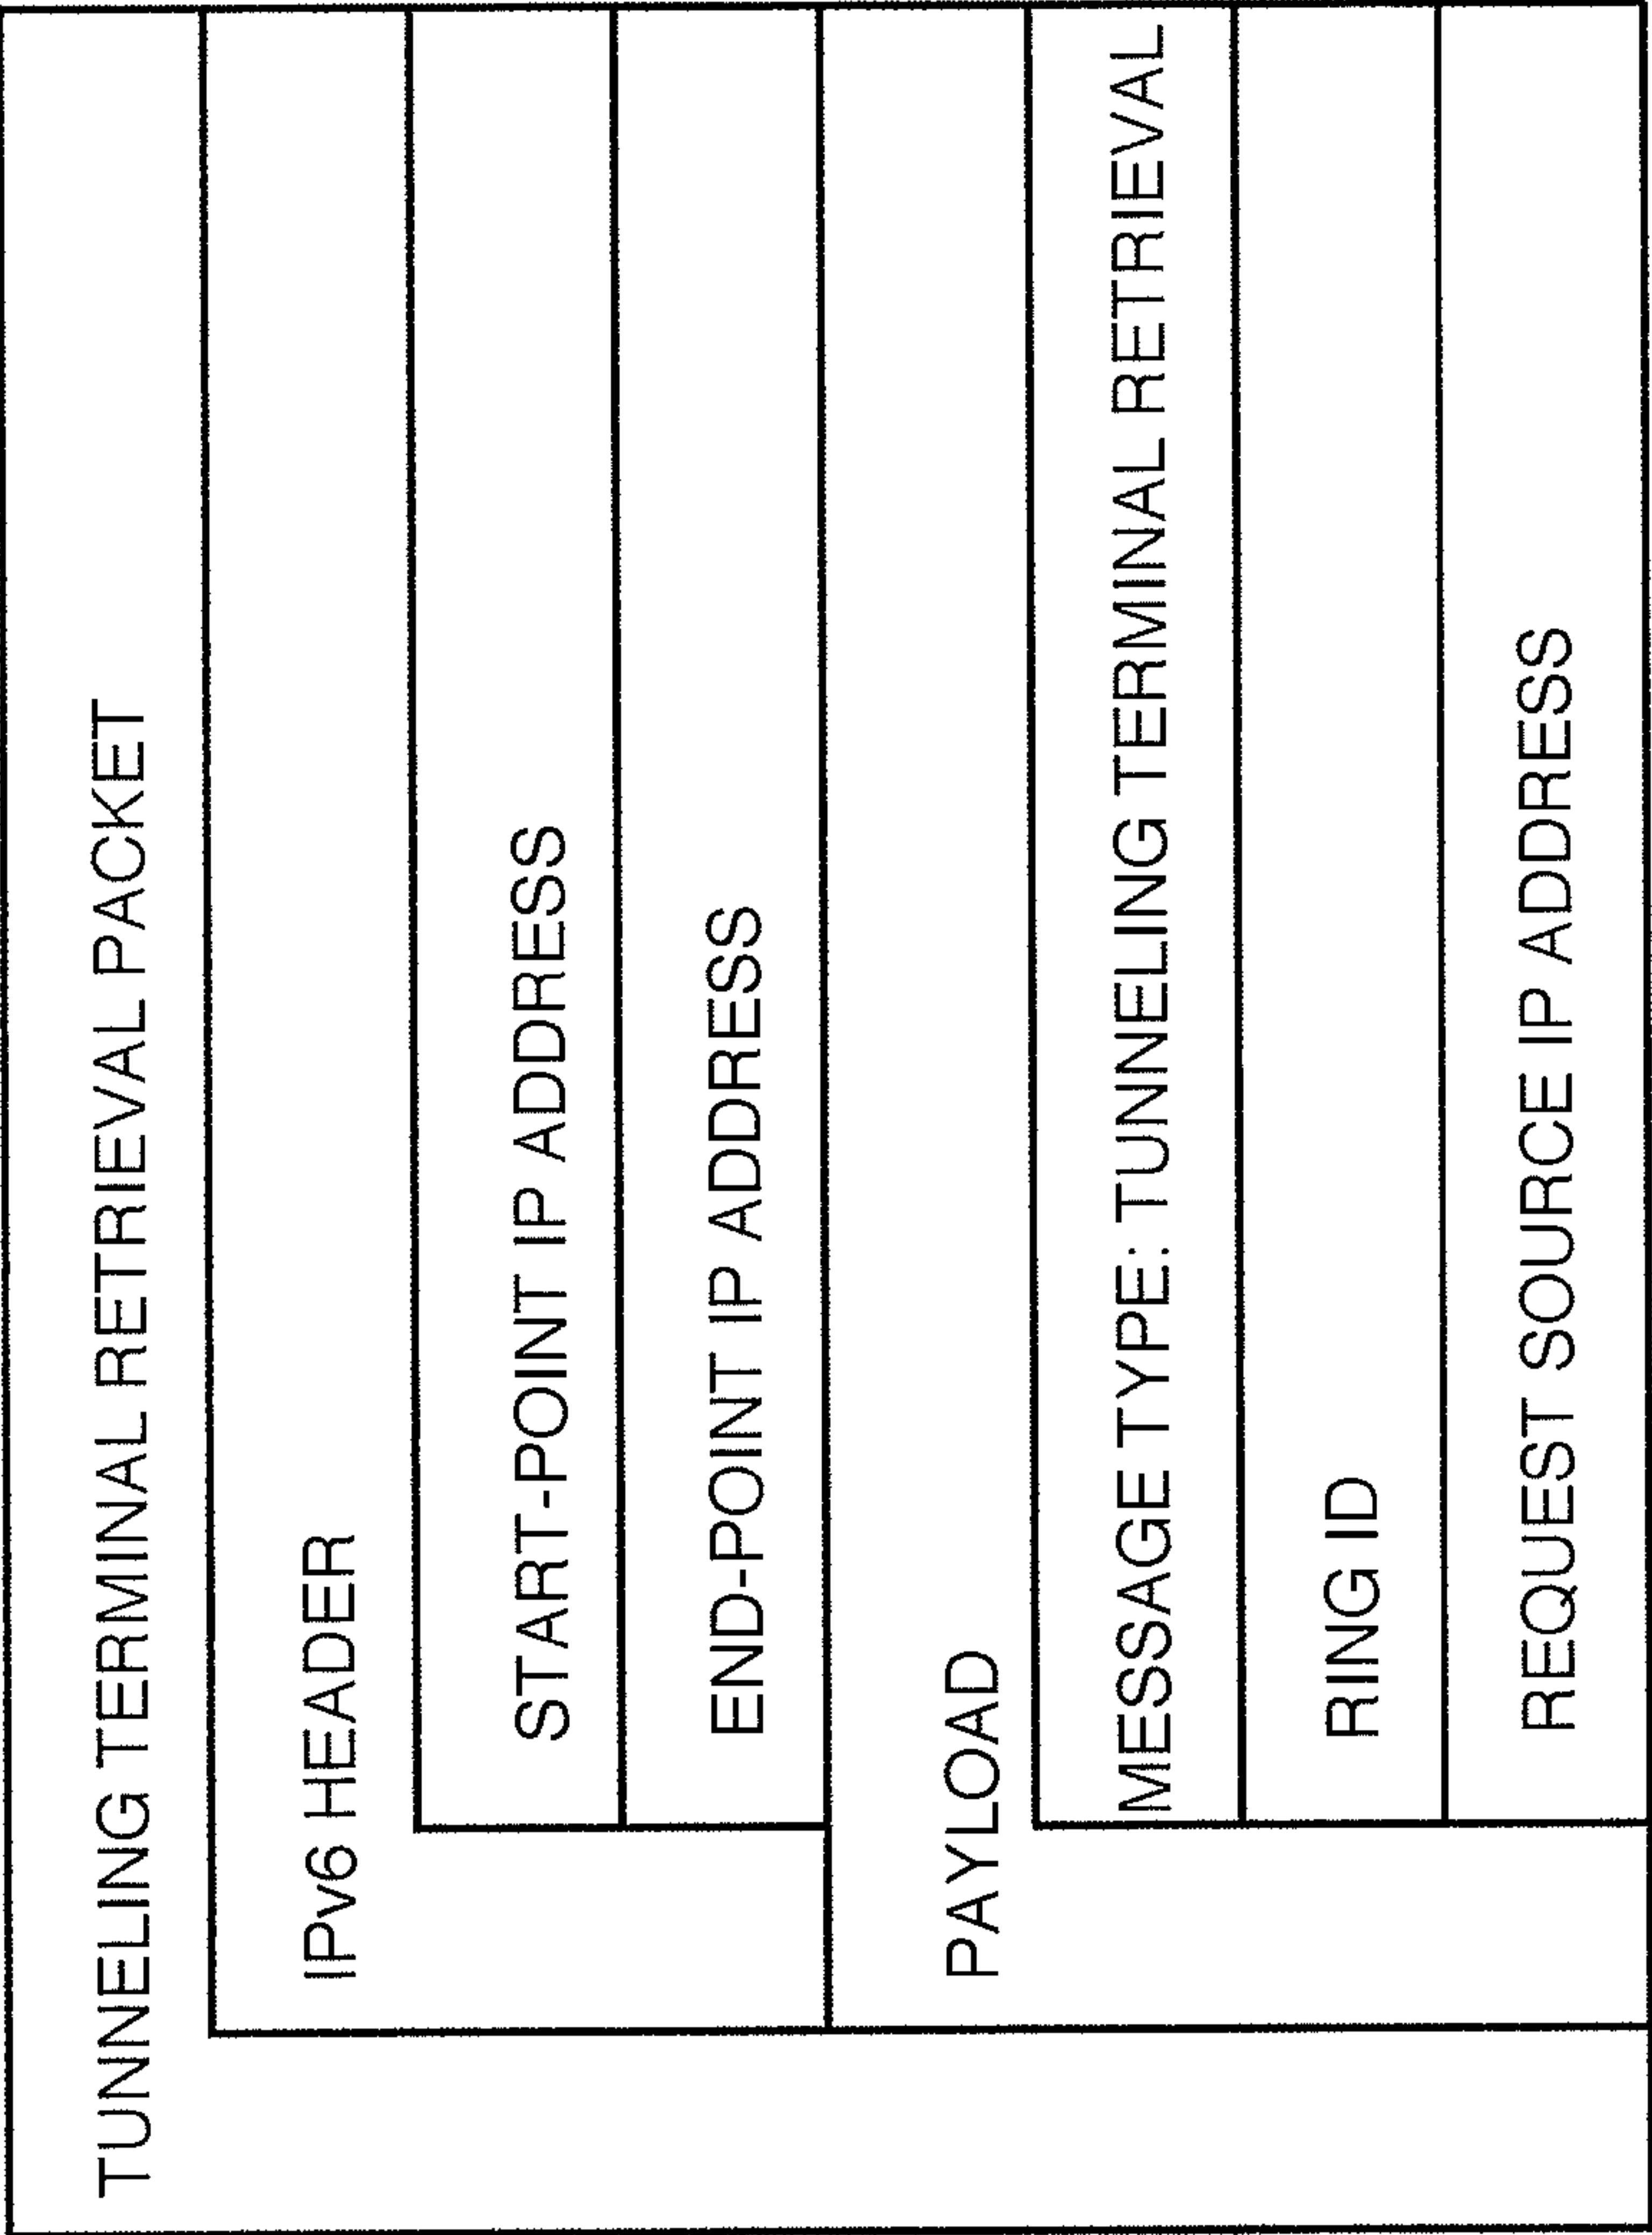 TUNNELING TERMINAL RETRIEVAL PACKET
IPv6 HEADER
START-POINT IP ADDRESS
END-POINT IP ADDRESS
PAYLOAD
MESSAGE TYPE: TUNNELING TERMINAL RETRIEVAL
RING ID
REQUEST SOURCE IP ADDRESS